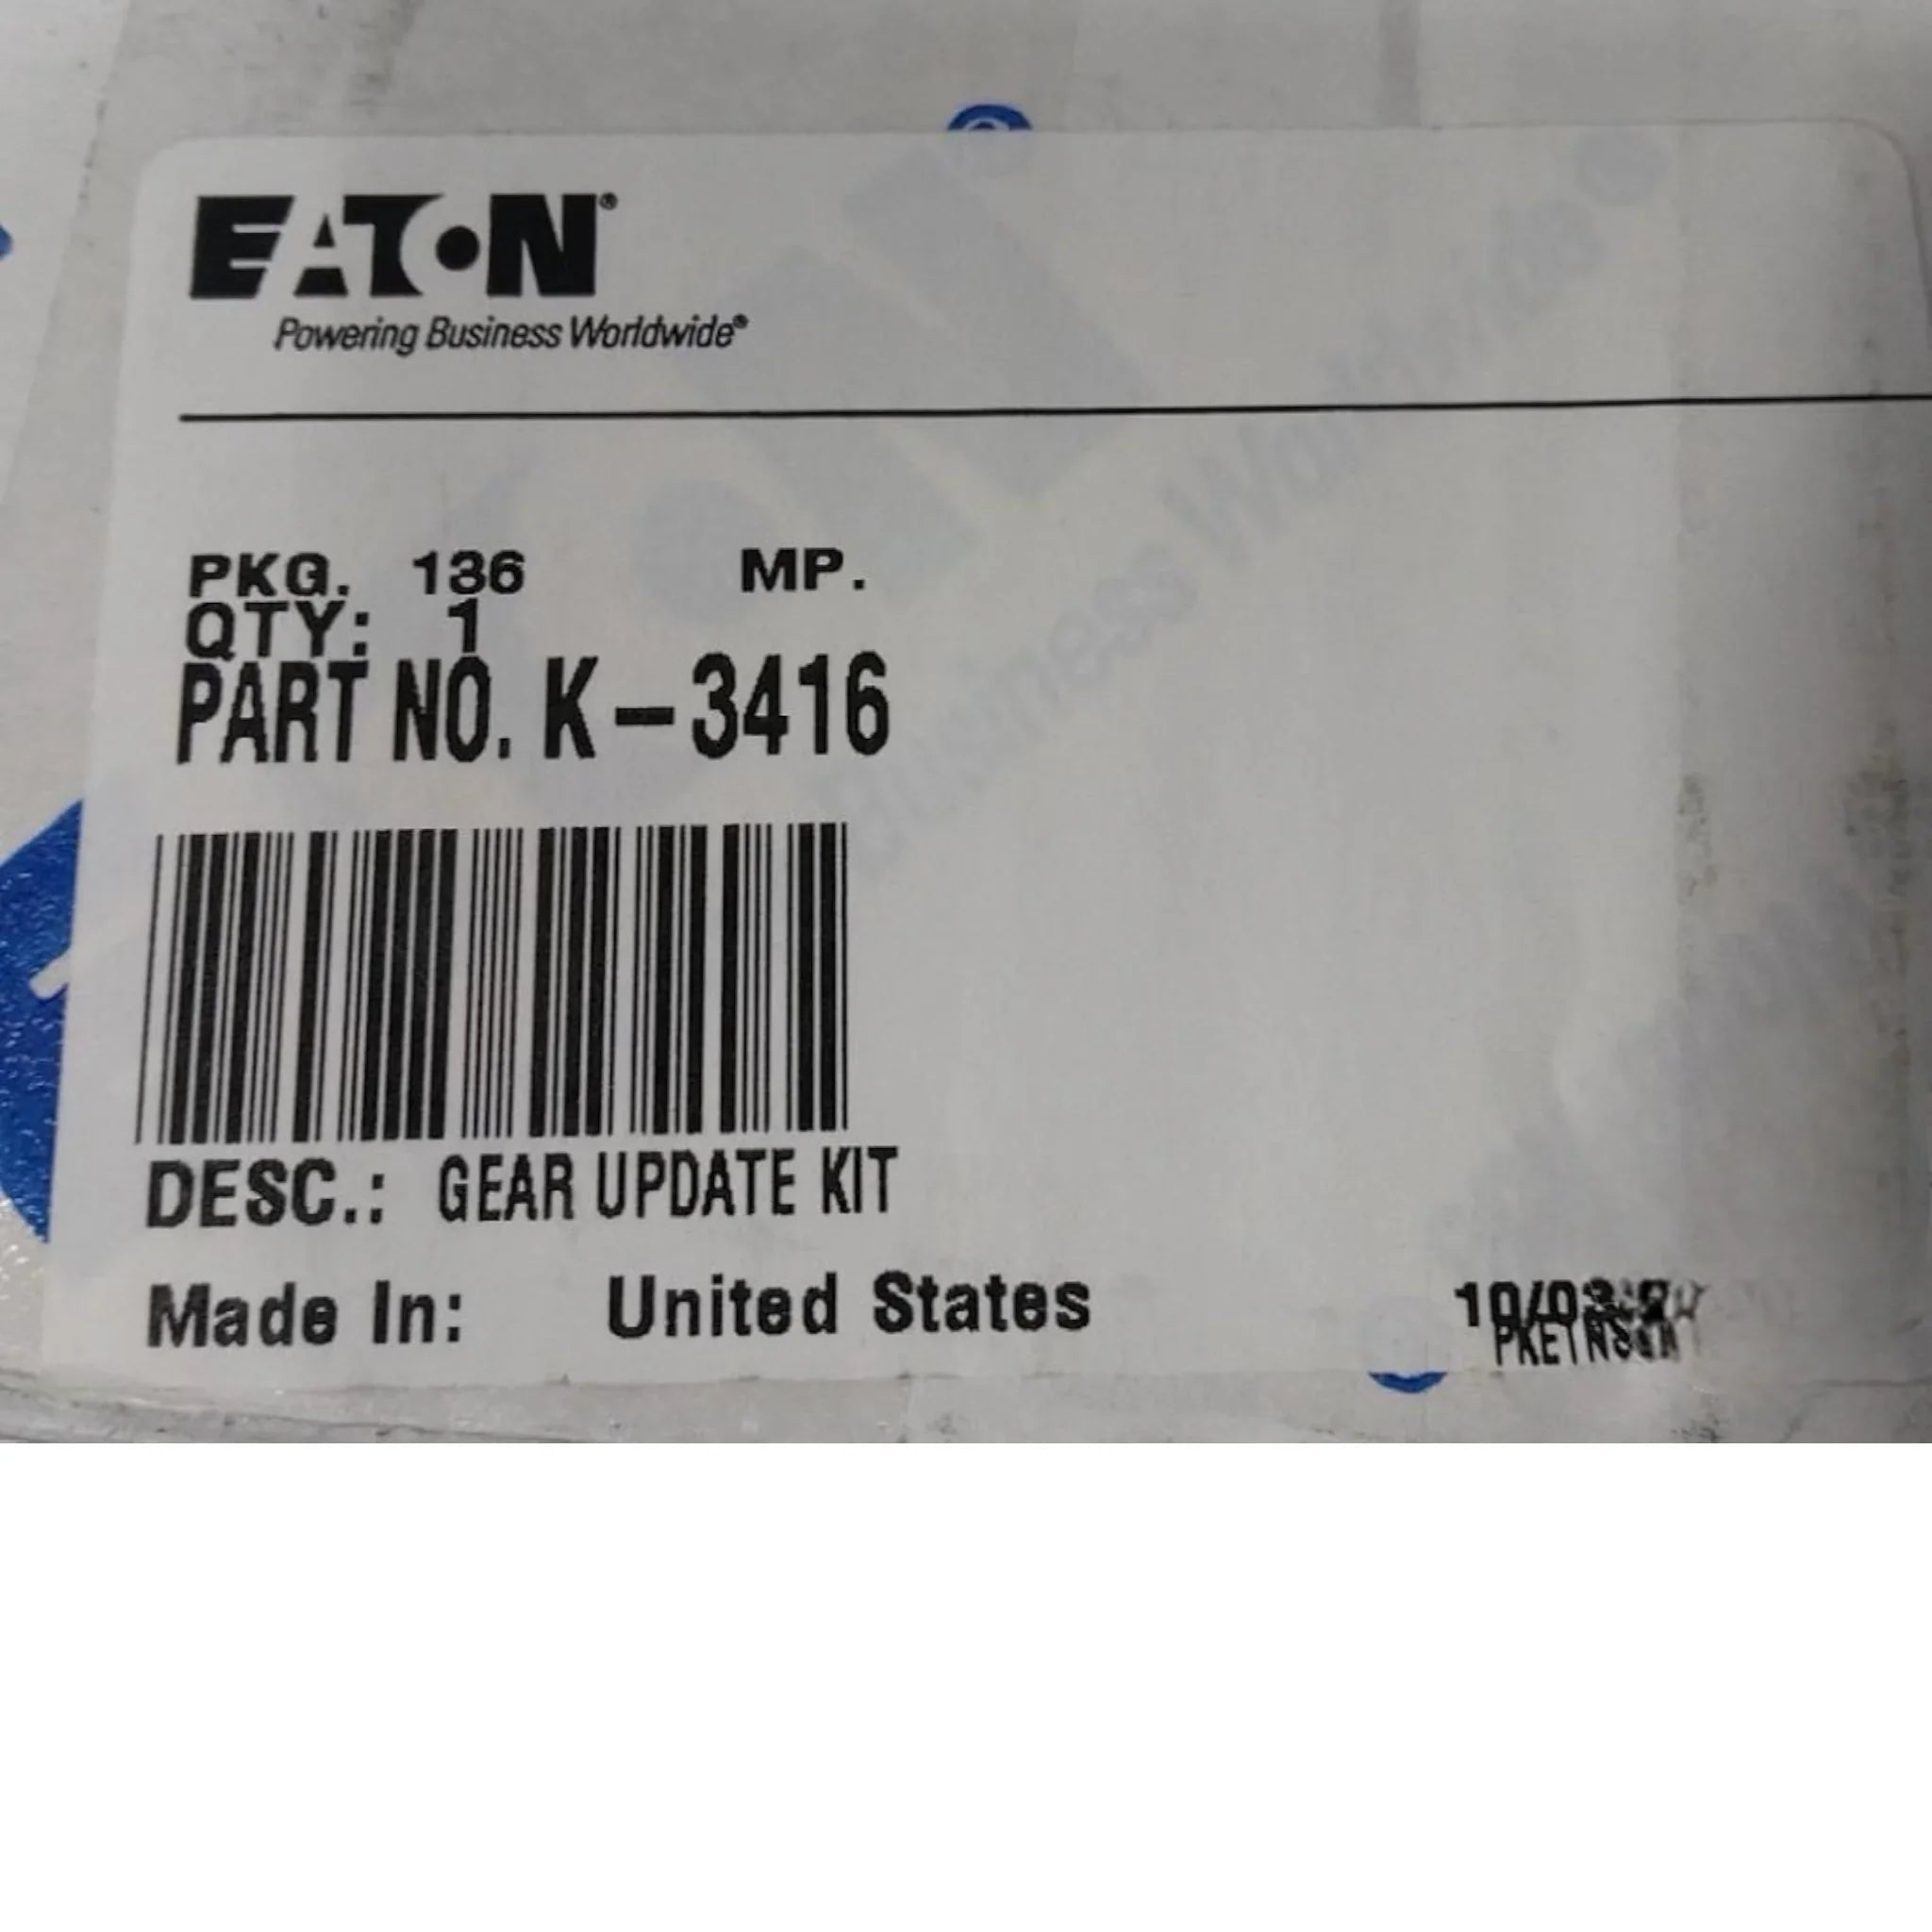 EATON®
Powering Business Worldwide®
PKG. 136 MP.
QTY: 1
PART NO. K-3416
DESC.: GEAR UPDATE KIT
Made In: United States